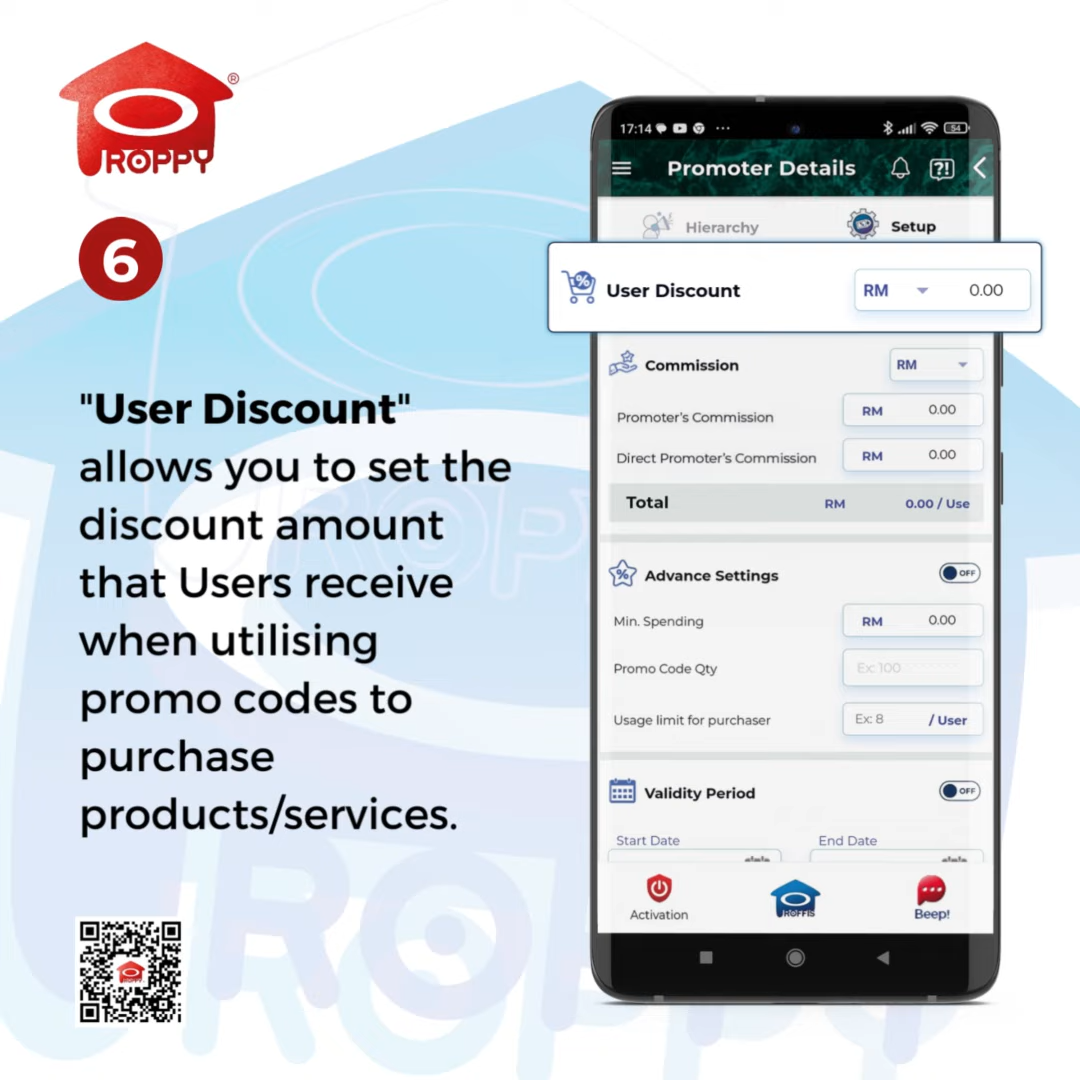 ROPPY®
6
"User Discount"
allows you to set the
discount amount
that Users receive
when utilising
promo codes to
purchase
products/services.
17:14
54
Promoter Details
?!
Hierarchy
Setup
% User Discount RM 0.00
Commission RM
Promoter's Commission RM 0.00
Direct Promoter's Commission RM 0.00
Total RM 0.00 / Use
% Advance Settings OFF
Min. Spending RM 0.00
Promo Code Qty Ex: 100
Usage limit for purchaser Ex: 8 / User
Validity Period OFF
Start Date End Date
Activation
ROFFIS
Beep!
ROPPY